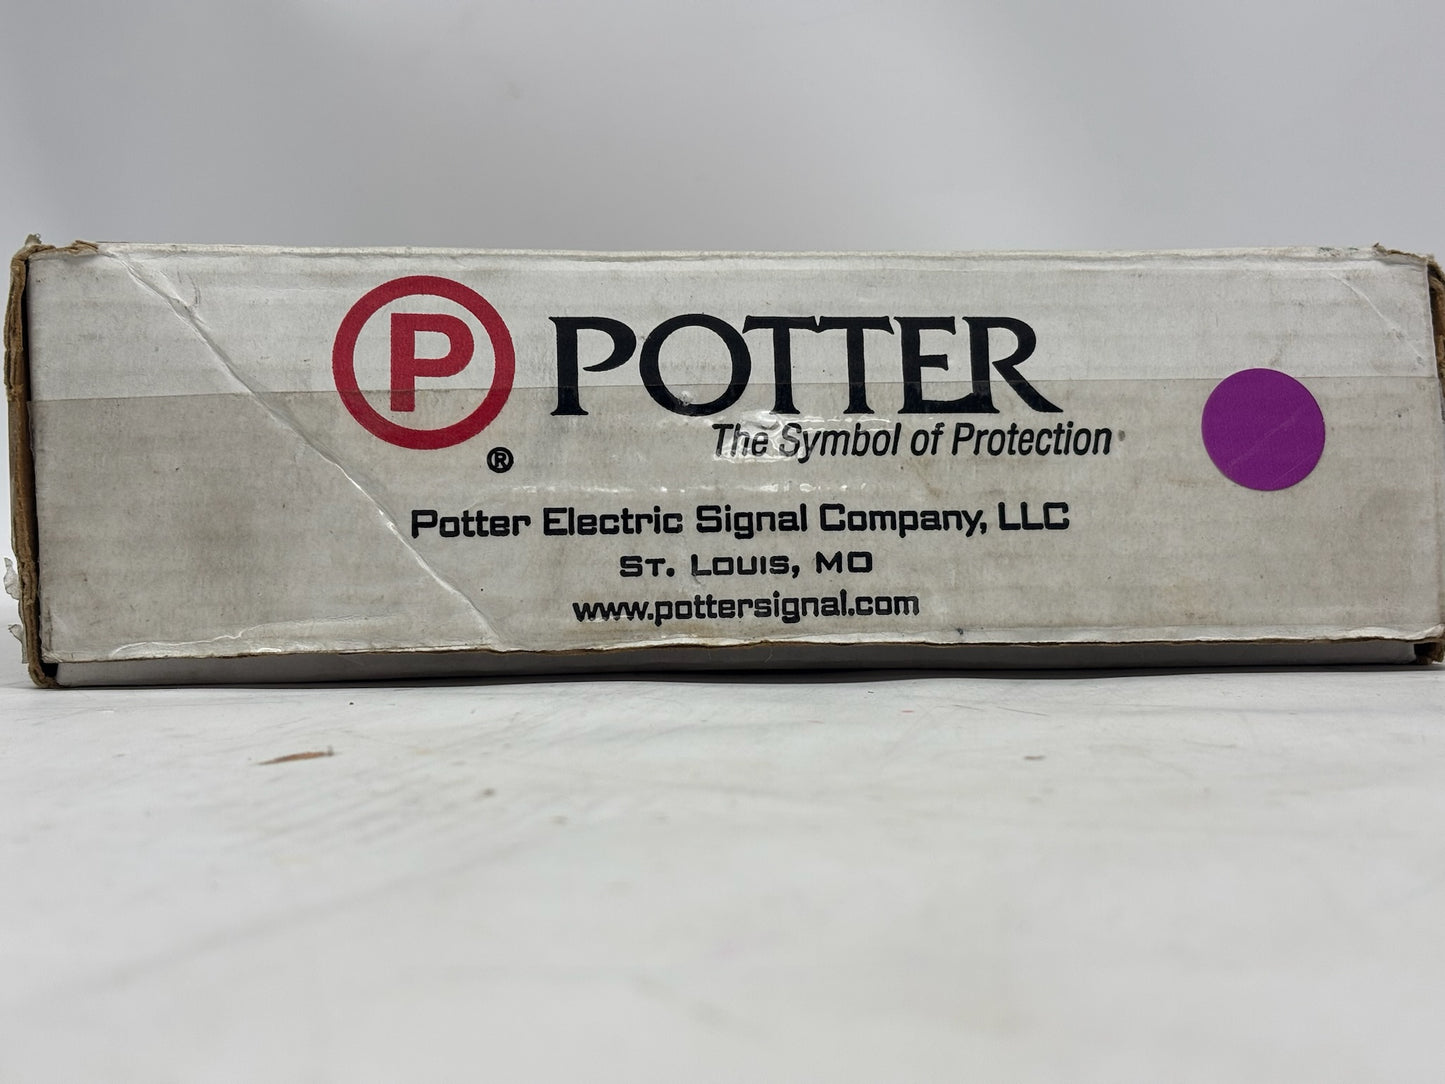 P POTTER
®
The Symbol of Protection
Potter Electric Signal Company, LLC
St. Louis, MO
www.pottersignal.com